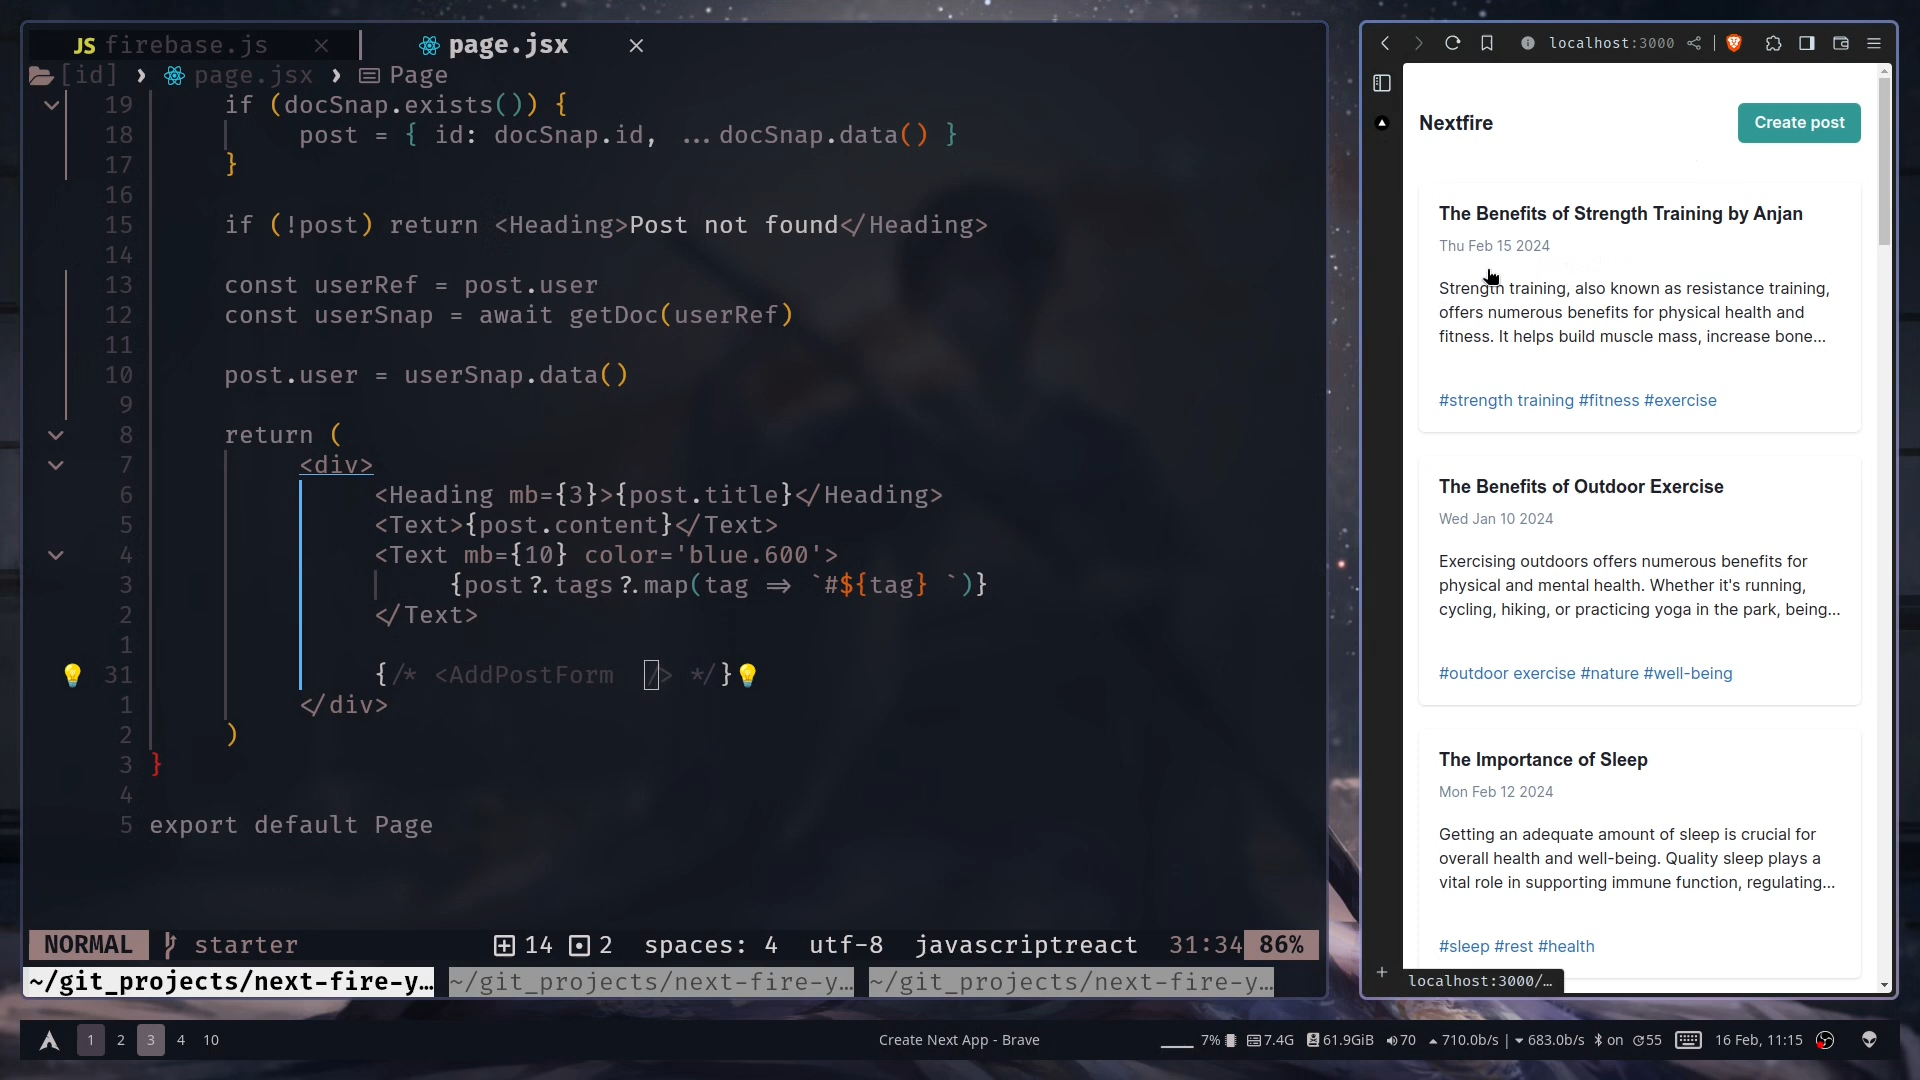 JS firebase.js ×
page.jsx ×
[id] › page.jsx › Page
19 if (docSnap.exists()) {
18 post = { id: docSnap.id, ...docSnap.data() }
17 }
16
15 if (!post) return <Heading>Post not found</Heading>
14
13 const userRef = post.user
12 const userSnap = await getDoc(userRef)
11
10 post.user = userSnap.data()
9
8 return (
7 <div>
6 <Heading mb={3}>{post.title}</Heading>
5 <Text>{post.content}</Text>
4 <Text mb={10} color='blue.600'>
3 {post?.tags?.map(tag => `#${tag} `)}
2 </Text>
1
31 {/* <AddPostForm /> */}
1 </div>
2 )
3 }
4
5 export default Page
NORMAL starter 14 2 spaces: 4 utf-8 javascriptreact 31:34 86%
~/git_projects/next-fire-y… ~/git_projects/next-fire-y… ~/git_projects/next-fire-y…
localhost:3000
Nextfire
Create post
The Benefits of Strength Training by Anjan
Thu Feb 15 2024
Strength training, also known as resistance training,
offers numerous benefits for physical health and
fitness. It helps build muscle mass, increase bone...
#strength training #fitness #exercise
The Benefits of Outdoor Exercise
Wed Jan 10 2024
Exercising outdoors offers numerous benefits for
physical and mental health. Whether it's running,
cycling, hiking, or practicing yoga in the park, being...
#outdoor exercise #nature #well-being
The Importance of Sleep
Mon Feb 12 2024
Getting an adequate amount of sleep is crucial for
overall health and well-being. Quality sleep plays a
vital role in supporting immune function, regulating...
#sleep #rest #health
localhost:3000/…
1 2 3 4 10
Create Next App - Brave
7% 7.4G 61.9GiB 70 710.0b/s | 683.0b/s on 55 16 Feb, 11:15